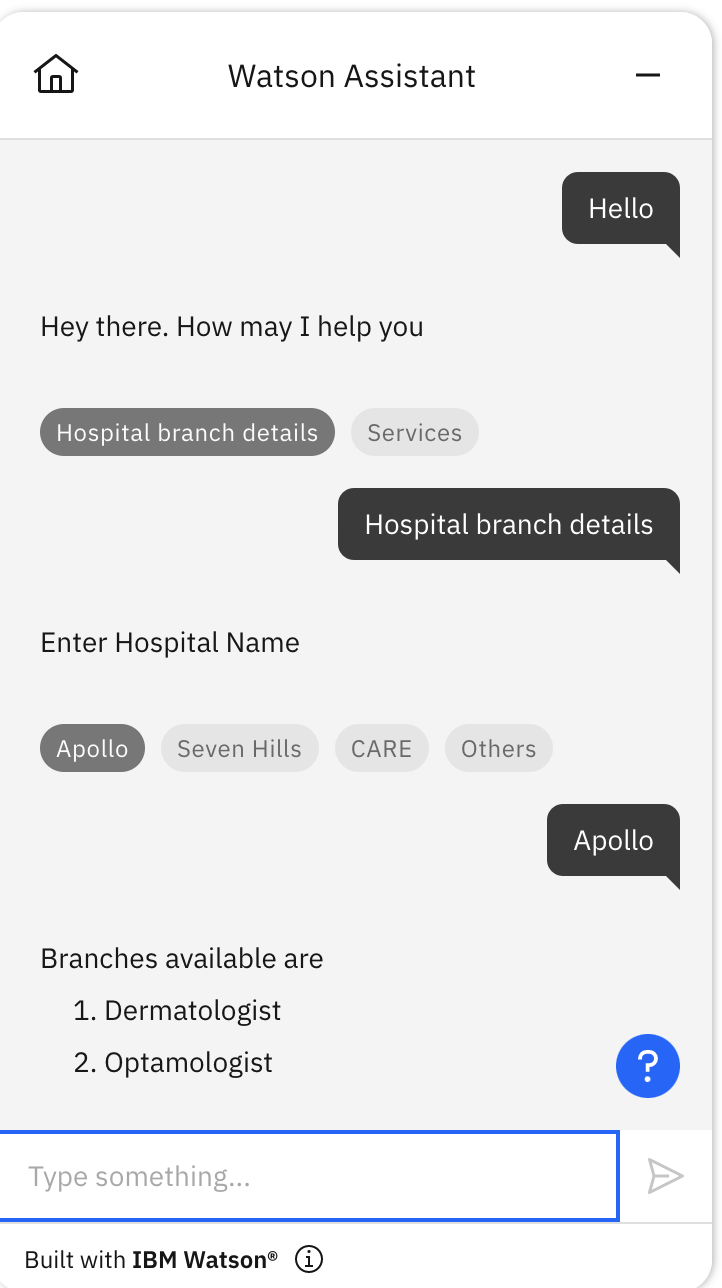 Watson Assistant
Hello
Hey there. How may I help you
Hospital branch details Services
Hospital branch details
Enter Hospital Name
Apollo Seven Hills CARE Others
Apollo
Branches available are
1. Dermatologist
2. Optamologist
?
Type something...
Built with IBM Watson®